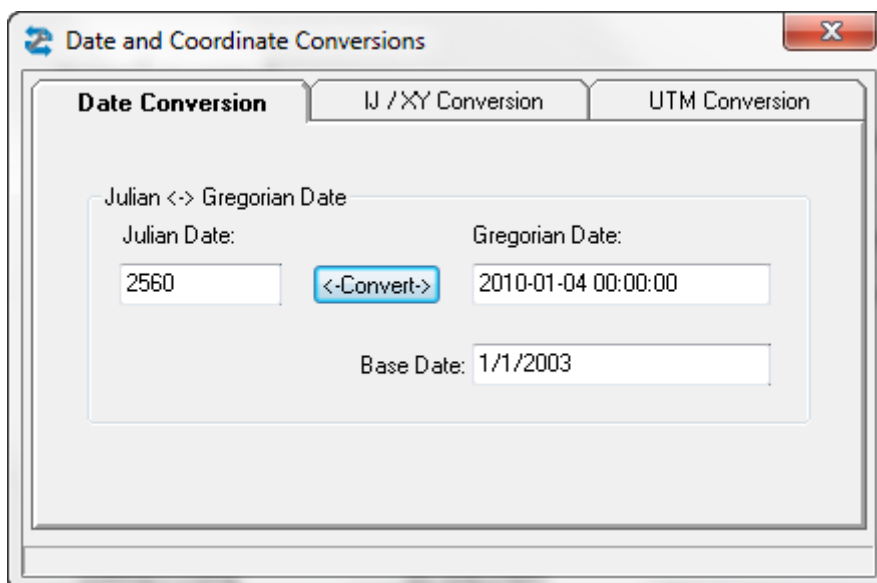 Date and Coordinate Conversions
Date Conversion IJ / XY Conversion UTM Conversion
Julian <-> Gregorian Date
Julian Date: Gregorian Date:
2560 <-Convert-> 2010-01-04 00:00:00
Base Date: 1/1/2003